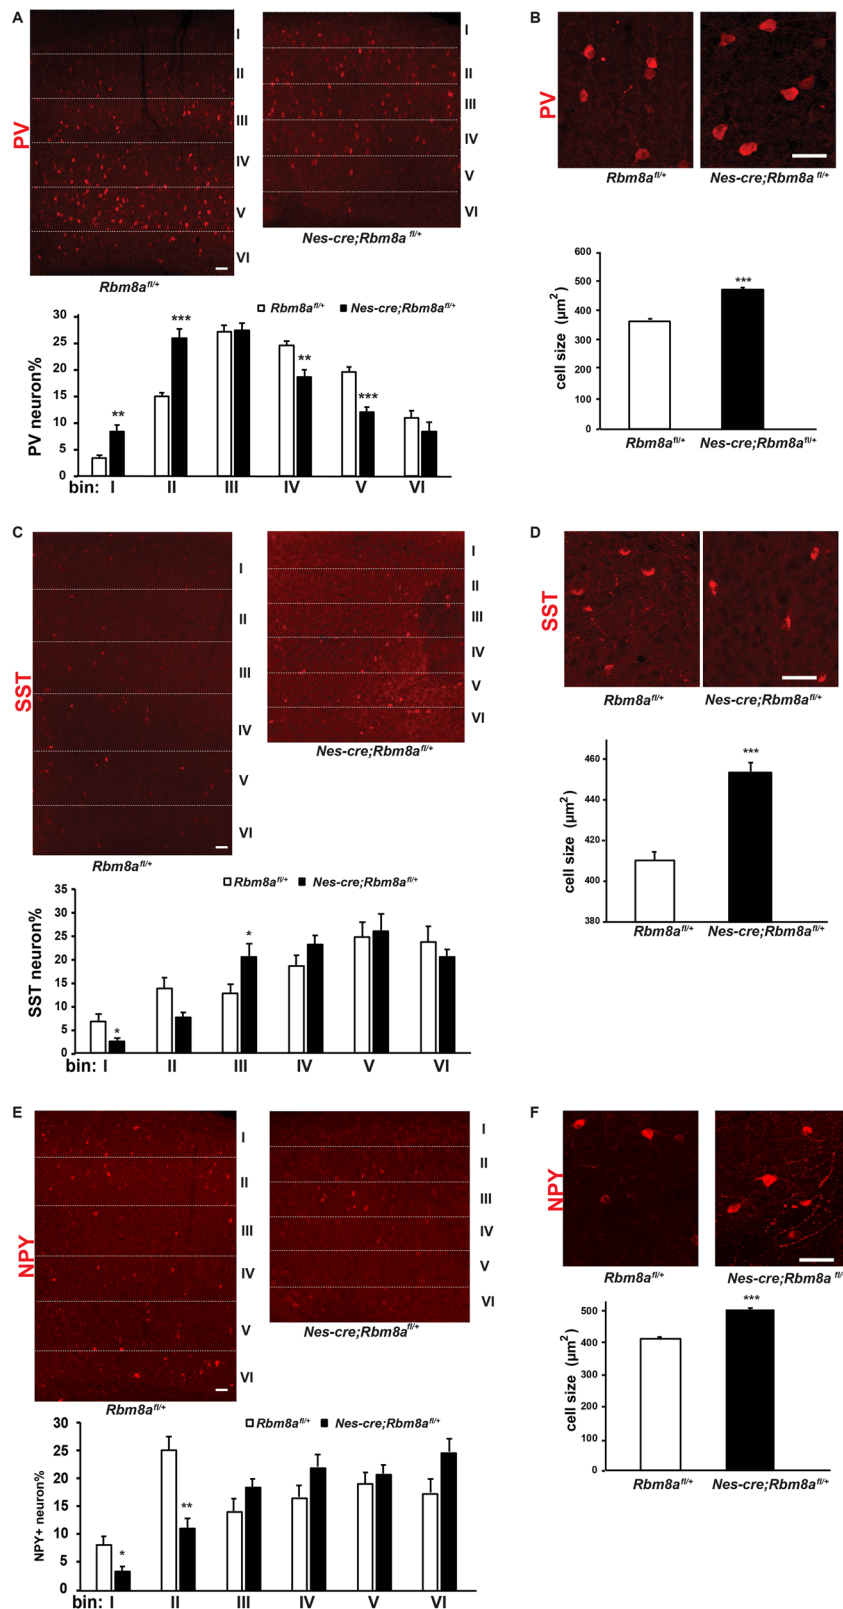 A
I
II
III
IV
V
VI
PV
Rbm8a^fl/+
I
II
III
IV
V
VI
Nes-cre;Rbm8a^fl/+
Rbm8a^fl/+ Nes-cre;Rbm8a^fl/+
PV neuron%
30
25
20
15
10
5
0
** *** ** ***
bin: I II III IV V VI
B
PV
Rbm8a^fl/+ Nes-cre;Rbm8a^fl/+
cell size (µm²)
600
500
400
300
200
100
0
***
Rbm8a^fl/+ Nes-cre;Rbm8a^fl/+
C
I
II
III
IV
V
VI
SST
Rbm8a^fl/+
I
II
III
IV
V
VI
Nes-cre;Rbm8a^fl/+
Rbm8a^fl/+ Nes-cre;Rbm8a^fl/+
SST neuron%
35
30
25
20
15
10
5
0
* *
bin: I II III IV V VI
D
SST
Rbm8a^fl/+ Nes-cre;Rbm8a^fl/+
cell size (µm²)
460
440
420
400
380
***
Rbm8a^fl/+ Nes-cre;Rbm8a^fl/+
E
I
II
III
IV
V
VI
NPY
Rbm8a^fl/+
I
II
III
IV
V
VI
Nes-cre;Rbm8a^fl/+
Rbm8a^fl/+ Nes-cre;Rbm8a^fl/+
NPY+ neuron%
30
25
20
15
10
5
0
* **
bin: I II III IV V VI
F
NPY
Rbm8a^fl/+ Nes-cre;Rbm8a^fl/+
cell size (µm²)
500
400
300
200
100
0
***
Rbm8a^fl/+ Nes-cre;Rbm8a^fl/+